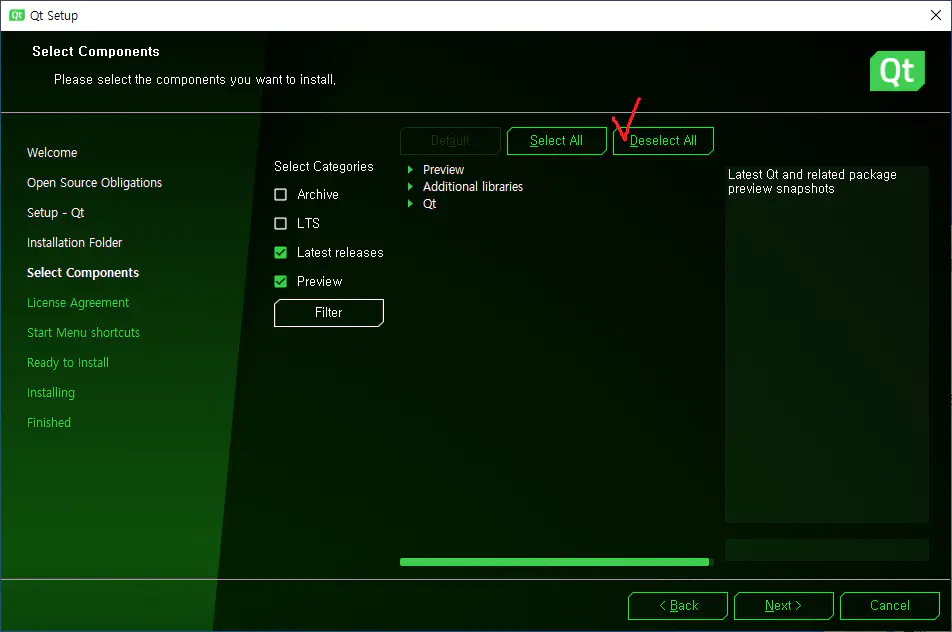 Qt Qt Setup
Select Components
Please select the components you want to install.
Qt
Welcome
Open Source Obligations
Setup - Qt
Installation Folder
Select Components
License Agreement
Start Menu shortcuts
Ready to Install
Installing
Finished
Select Categories
Archive
LTS
Latest releases
Preview
Filter
Default
Select All
Deselect All
Preview
Additional libraries
Qt
Latest Qt and related package
preview snapshots
< Back
Next >
Cancel